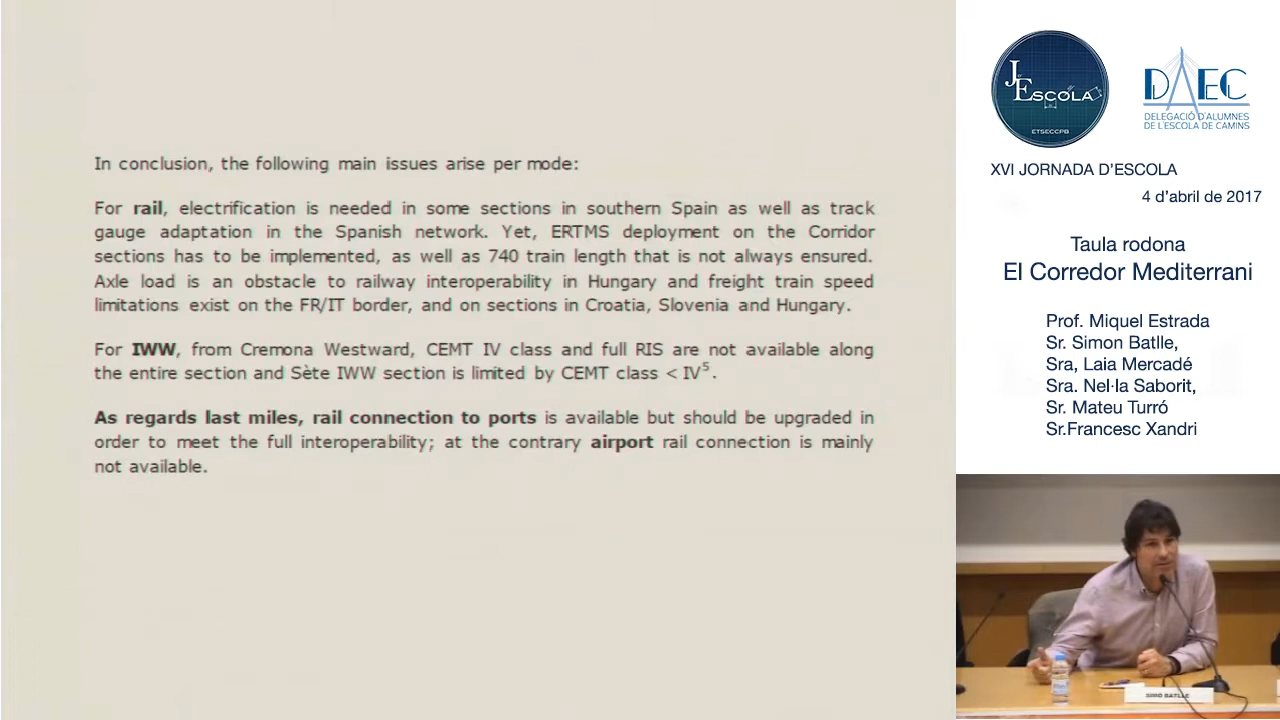 In conclusion, the following main issues arise per mode:
For rail, electrification is needed in some sections in southern Spain as well as track
gauge adaptation in the Spanish network. Yet, ERTMS deployment on the Corridor
sections has to be implemented, as well as 740 train length that is not always ensured.
Axle load is an obstacle to railway interoperability in Hungary and freight train speed
limitations exist on the FR/IT border, and on sections in Croatia, Slovenia and Hungary.
For IWW, from Cremona Westward, CEMT IV class and full RIS are not available along
the entire section and Sète IWW section is limited by CEMT class < IV⁵.
As regards last miles, rail connection to ports is available but should be upgraded in
order to meet the full interoperability; at the contrary airport rail connection is mainly
not available.
J ESCOLA
ETSECCPB
DAEC
DELEGACIÓ D'ALUMNES
DE L'ESCOLA DE CAMINS
XVI JORNADA D'ESCOLA
4 d'abril de 2017
Taula rodona
El Corredor Mediterrani
Prof. Miquel Estrada
Sr. Simon Batlle,
Sra, Laia Mercadé
Sra. Nel·la Saborit,
Sr. Mateu Turró
Sr.Francesc Xandri
BATLLE